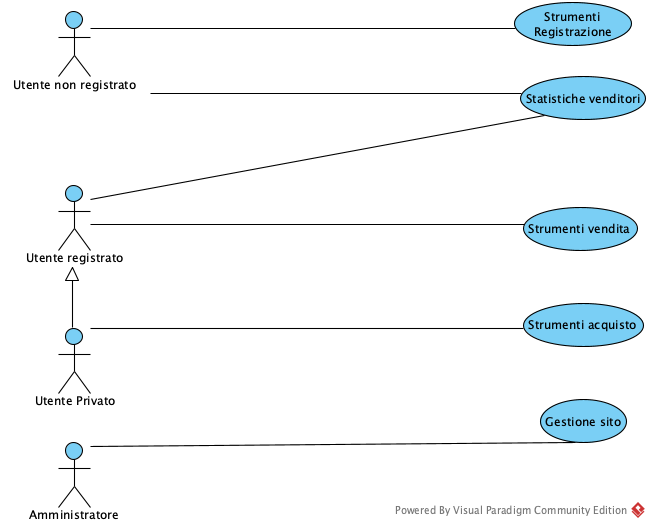 Strumenti
Registrazione
Utente non registrato
Statistiche venditori
Strumenti vendita
Utente registrato
Strumenti acquisto
Utente Privato
Gestione sito
Amministratore
Powered By Visual Paradigm Community Edition